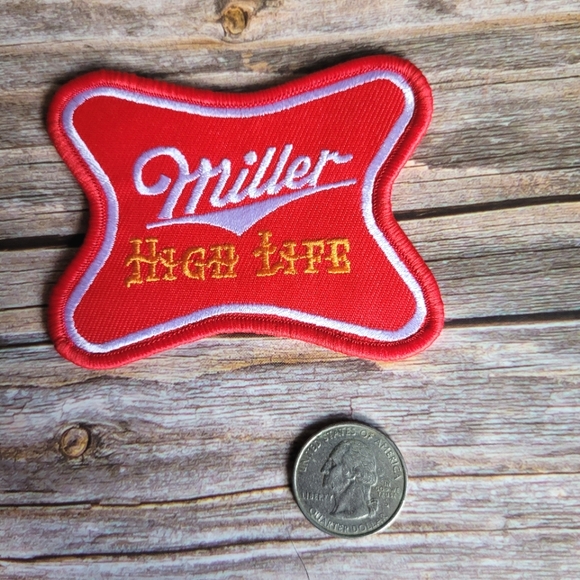 Miller
HIGH LIFE
UNITED STATES OF AMERICA
LIBERTY
QUARTER DOLLAR